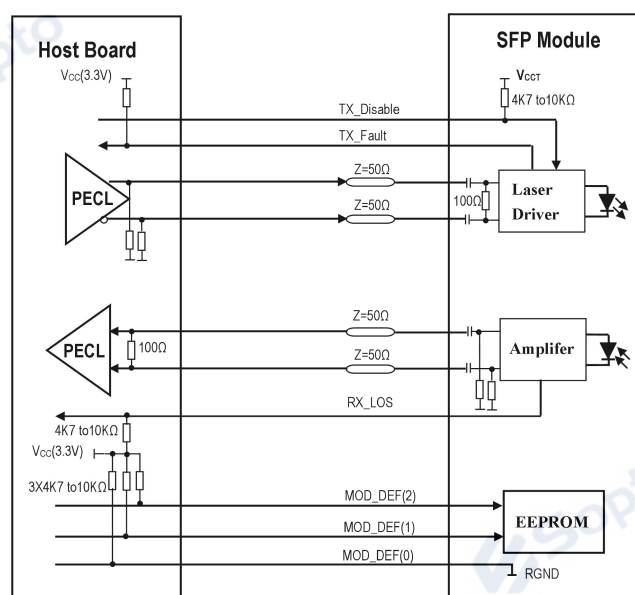 Host Board
SFP Module
Vcc(3.3V)
VCCT
4K7 to10KΩ
TX_Disable
TX_Fault
PECL
Z=50Ω
Z=50Ω
100Ω
Laser
Driver
PECL
100Ω
Z=50Ω
Z=50Ω
Amplifer
RX_LOS
4K7 to10KΩ
Vcc(3.3V)
3X4K7 to10KΩ
MOD_DEF(2)
MOD_DEF(1)
MOD_DEF(0)
EEPROM
RGND
Sopto